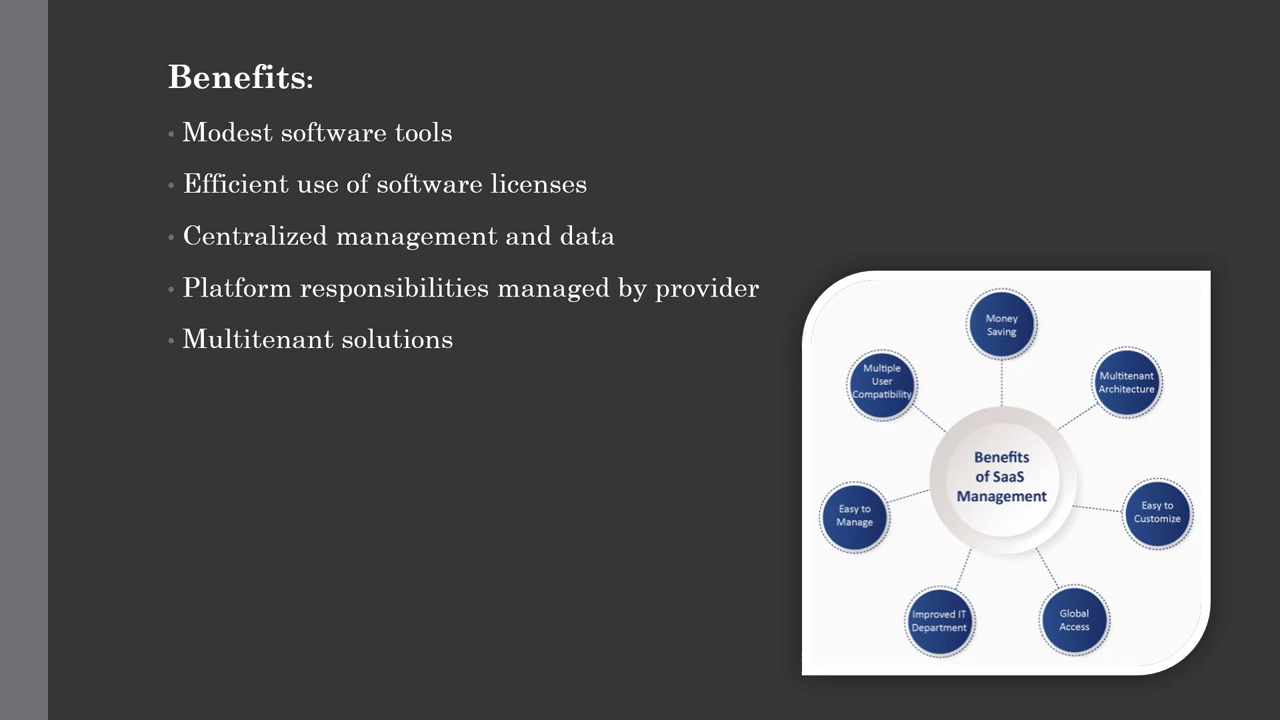 Benefits:
• Modest software tools
• Efficient use of software licenses
• Centralized management and data
• Platform responsibilities managed by provider
• Multitenant solutions
Money
Saving
Multiple
User
Compatibility
Multitenant
Architecture
Benefits
of SaaS
Management
Easy to
Manage
Easy to
Customize
Improved IT
Department
Global
Access